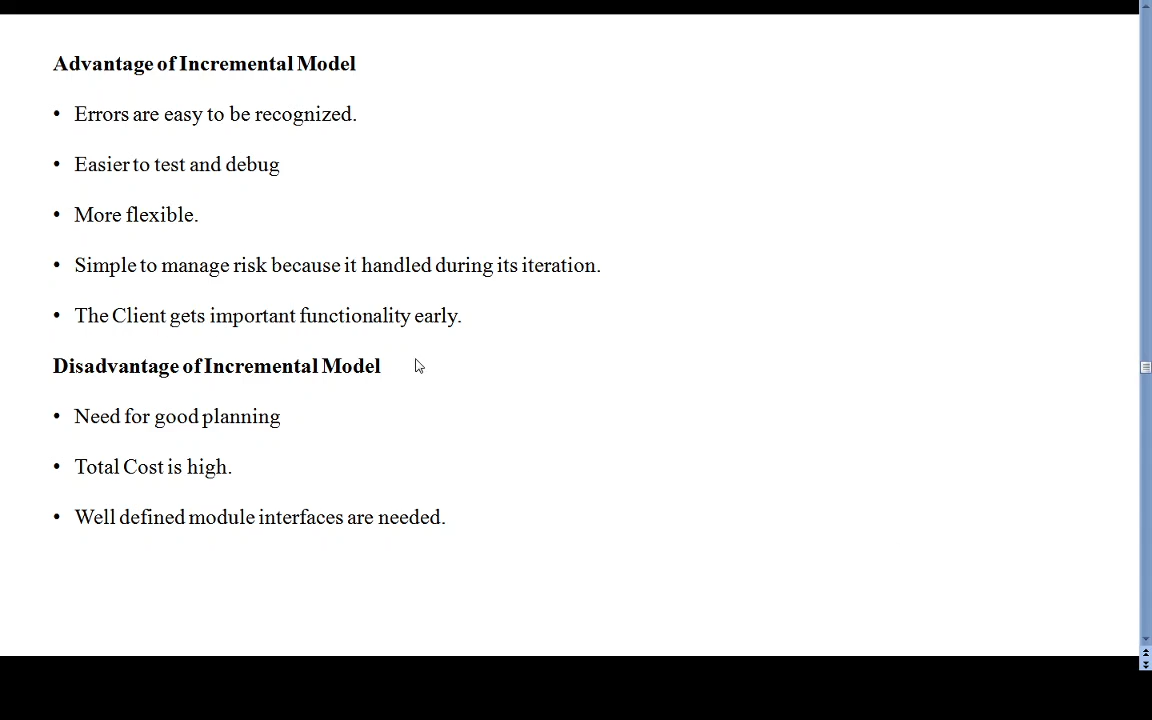 Advantage of Incremental Model
• Errors are easy to be recognized.
• Easier to test and debug
• More flexible.
• Simple to manage risk because it handled during its iteration.
• The Client gets important functionality early.
Disadvantage of Incremental Model
• Need for good planning
• Total Cost is high.
• Well defined module interfaces are needed.